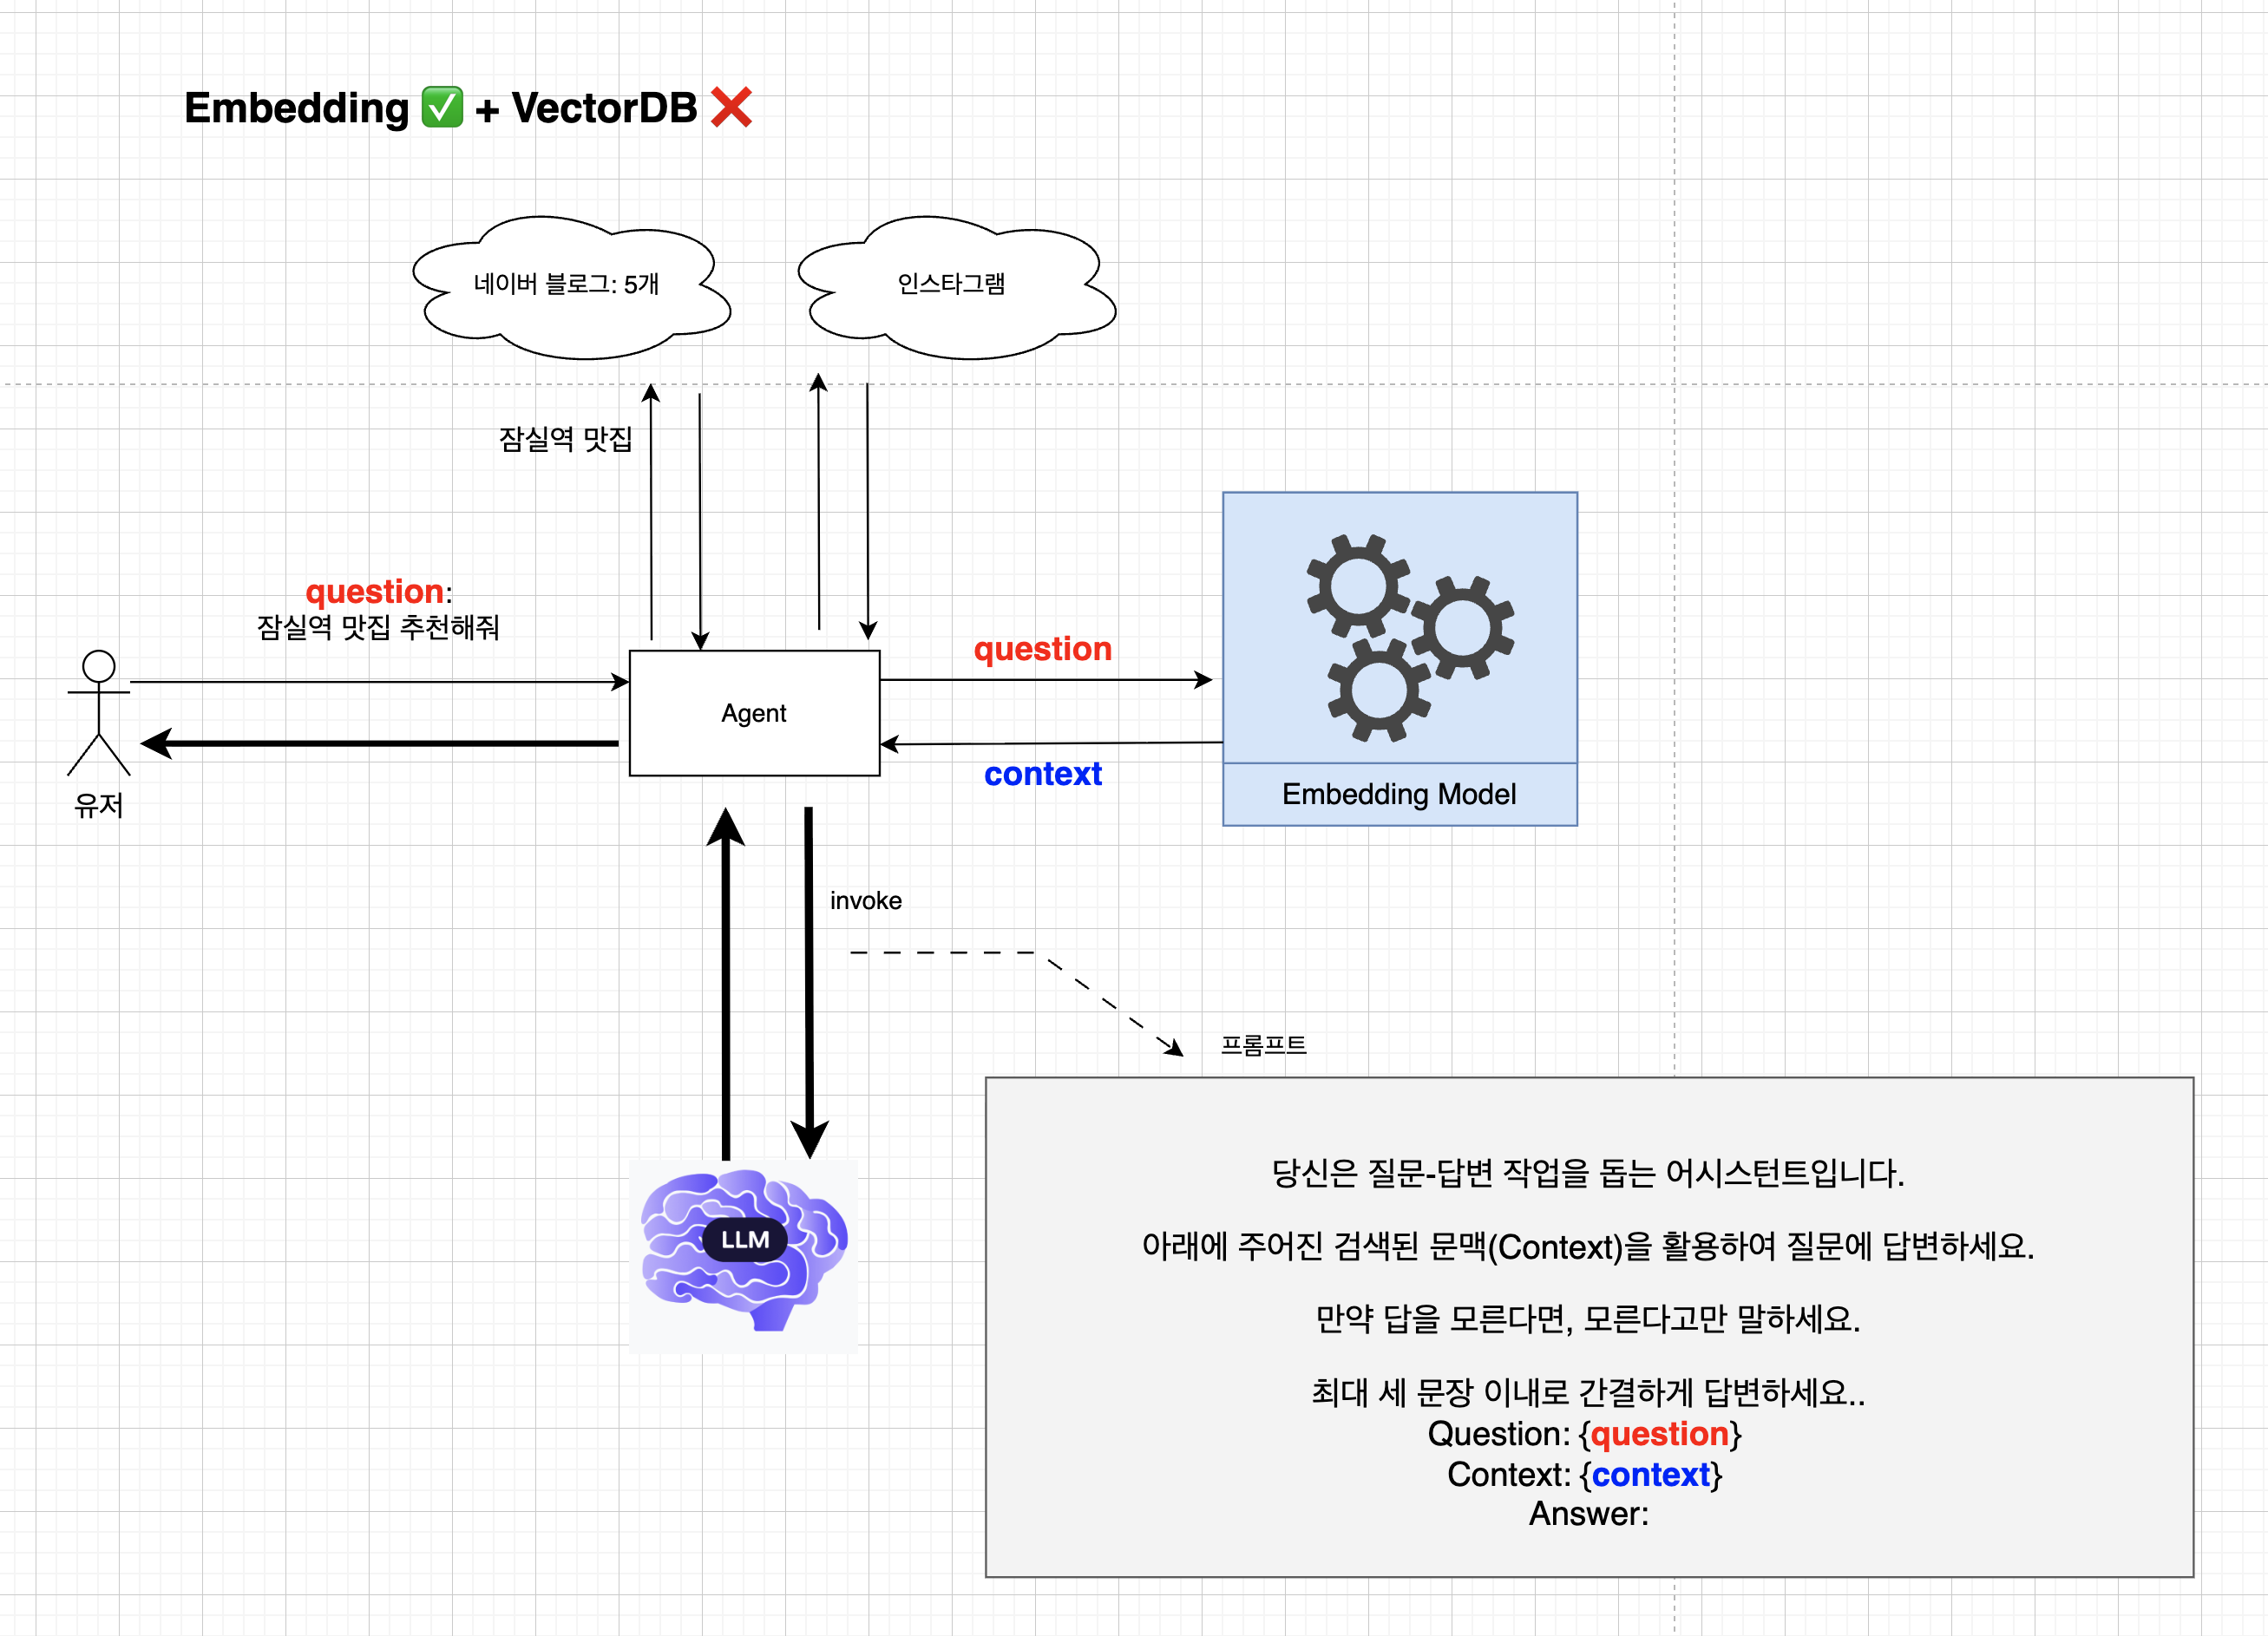 Embedding ✅ + VectorDB ❌
네이버 블로그: 5개
인스타그램
잠실역 맛집
question:
잠실역 맛집 추천해줘
question
Agent
context
Embedding Model
유저
invoke
프롬프트
LLM
당신은 질문-답변 작업을 돕는 어시스턴트입니다.
아래에 주어진 검색된 문맥(Context)을 활용하여 질문에 답변하세요.
만약 답을 모른다면, 모른다고만 말하세요.
최대 세 문장 이내로 간결하게 답변하세요..
Question: {question}
Context: {context}
Answer: